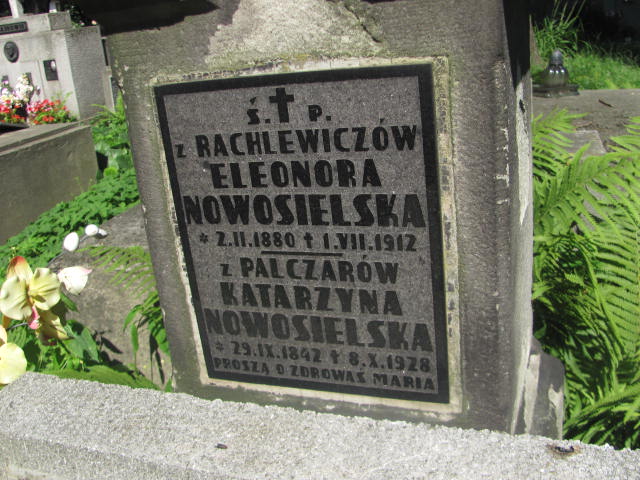 Ś. † P.
z RACHLEWICZÓW
ELEONORA
NOWOSIELSKA
* 2.II.1880 † 1.VII.1912
z PALCZARÓW
KATARZYNA
NOWOSIELSKA
* 29.IX.1842 † 8.X.1928
PROSZĄ O ZDROWAŚ MARIA